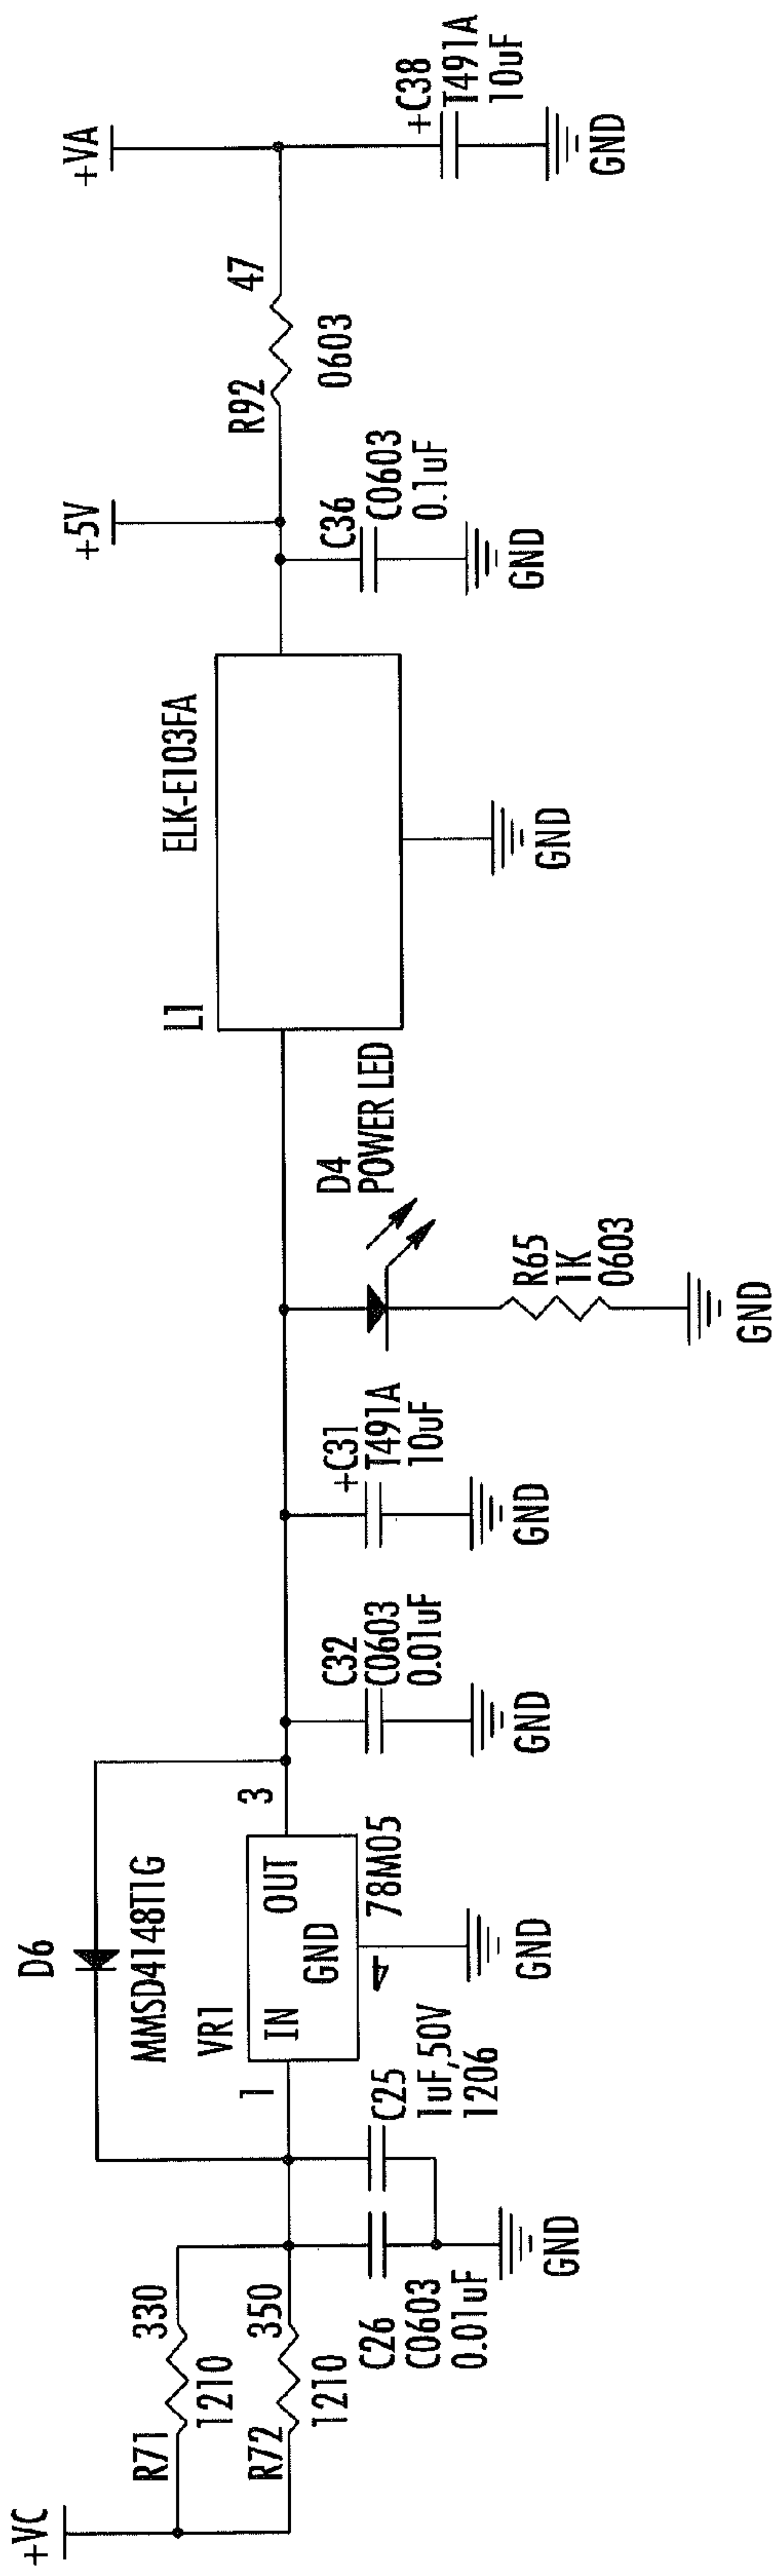 +VC
R71
330
1210
R72
350
1210
C26
C0603
0.01uF
GND
C25
1uF,50V
1206
D6
MMSD4148T1G
VR1
1
IN
OUT
GND
3
4
78M05
GND
C32
C0603
0.01uF
GND
+C31
T491A
10uF
GND
D4
POWER LED
R65
1K
0603
GND
L1
ELK-E103FA
GND
+5V
C36
C0603
0.1uF
GND
R92
47
0603
+VA
+C38
T491A
10uF
GND